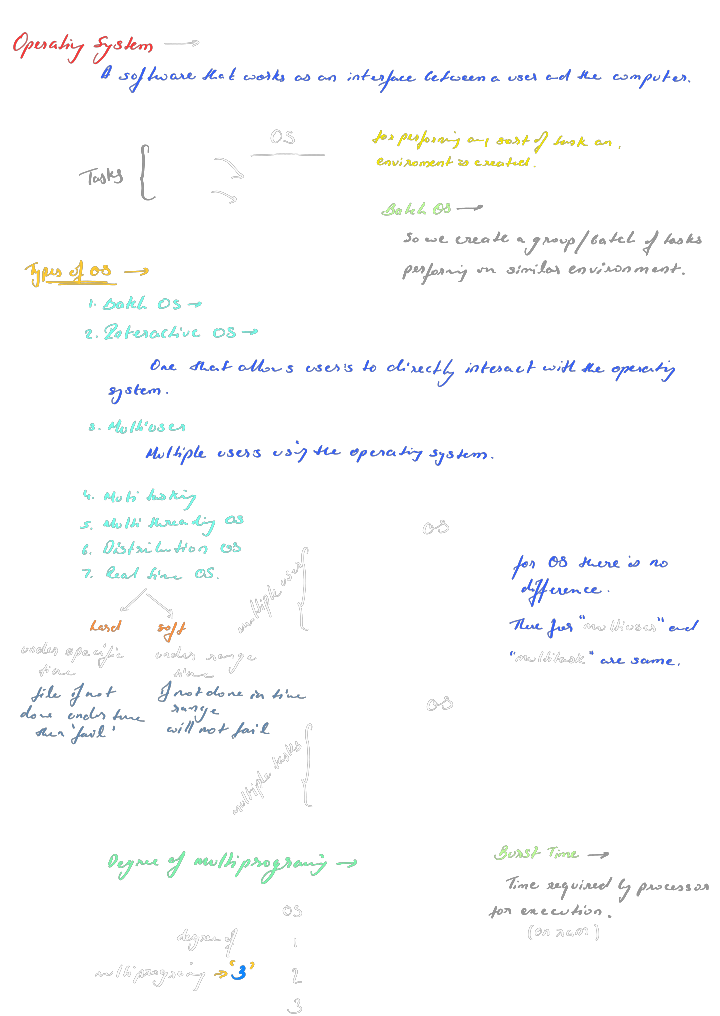 Operating System →
A software that works as an interface between a user and the computer.
OS
Tasks {
for performing any sort of task an,
enviroment is created.
Batch OS →
So we create a group/batch of tasks
performing on similar environment.
Types of OS →
1. Batch OS →
2. Interactive OS →
One that allows users to directly interact with the operating
system.
3. Multiuser
Multiple users using the operating system.
4. Multi tasking
5. Multi threading OS
6. Distribution OS
7. Real time OS.
hard soft
under specific time
under range time
file if not
done under time
then 'fail'
If not done in time
range
will not fail
OS
multiple user
for OS there is no
difference.
There for "multiuser" and
"multitask" are same.
OS
multiple tasks
Degree of multiprograming →
OS
degree of
multiprograming → '3'
1
2
3
Burst Time →
Time required by processor
for execution.
(on ram)